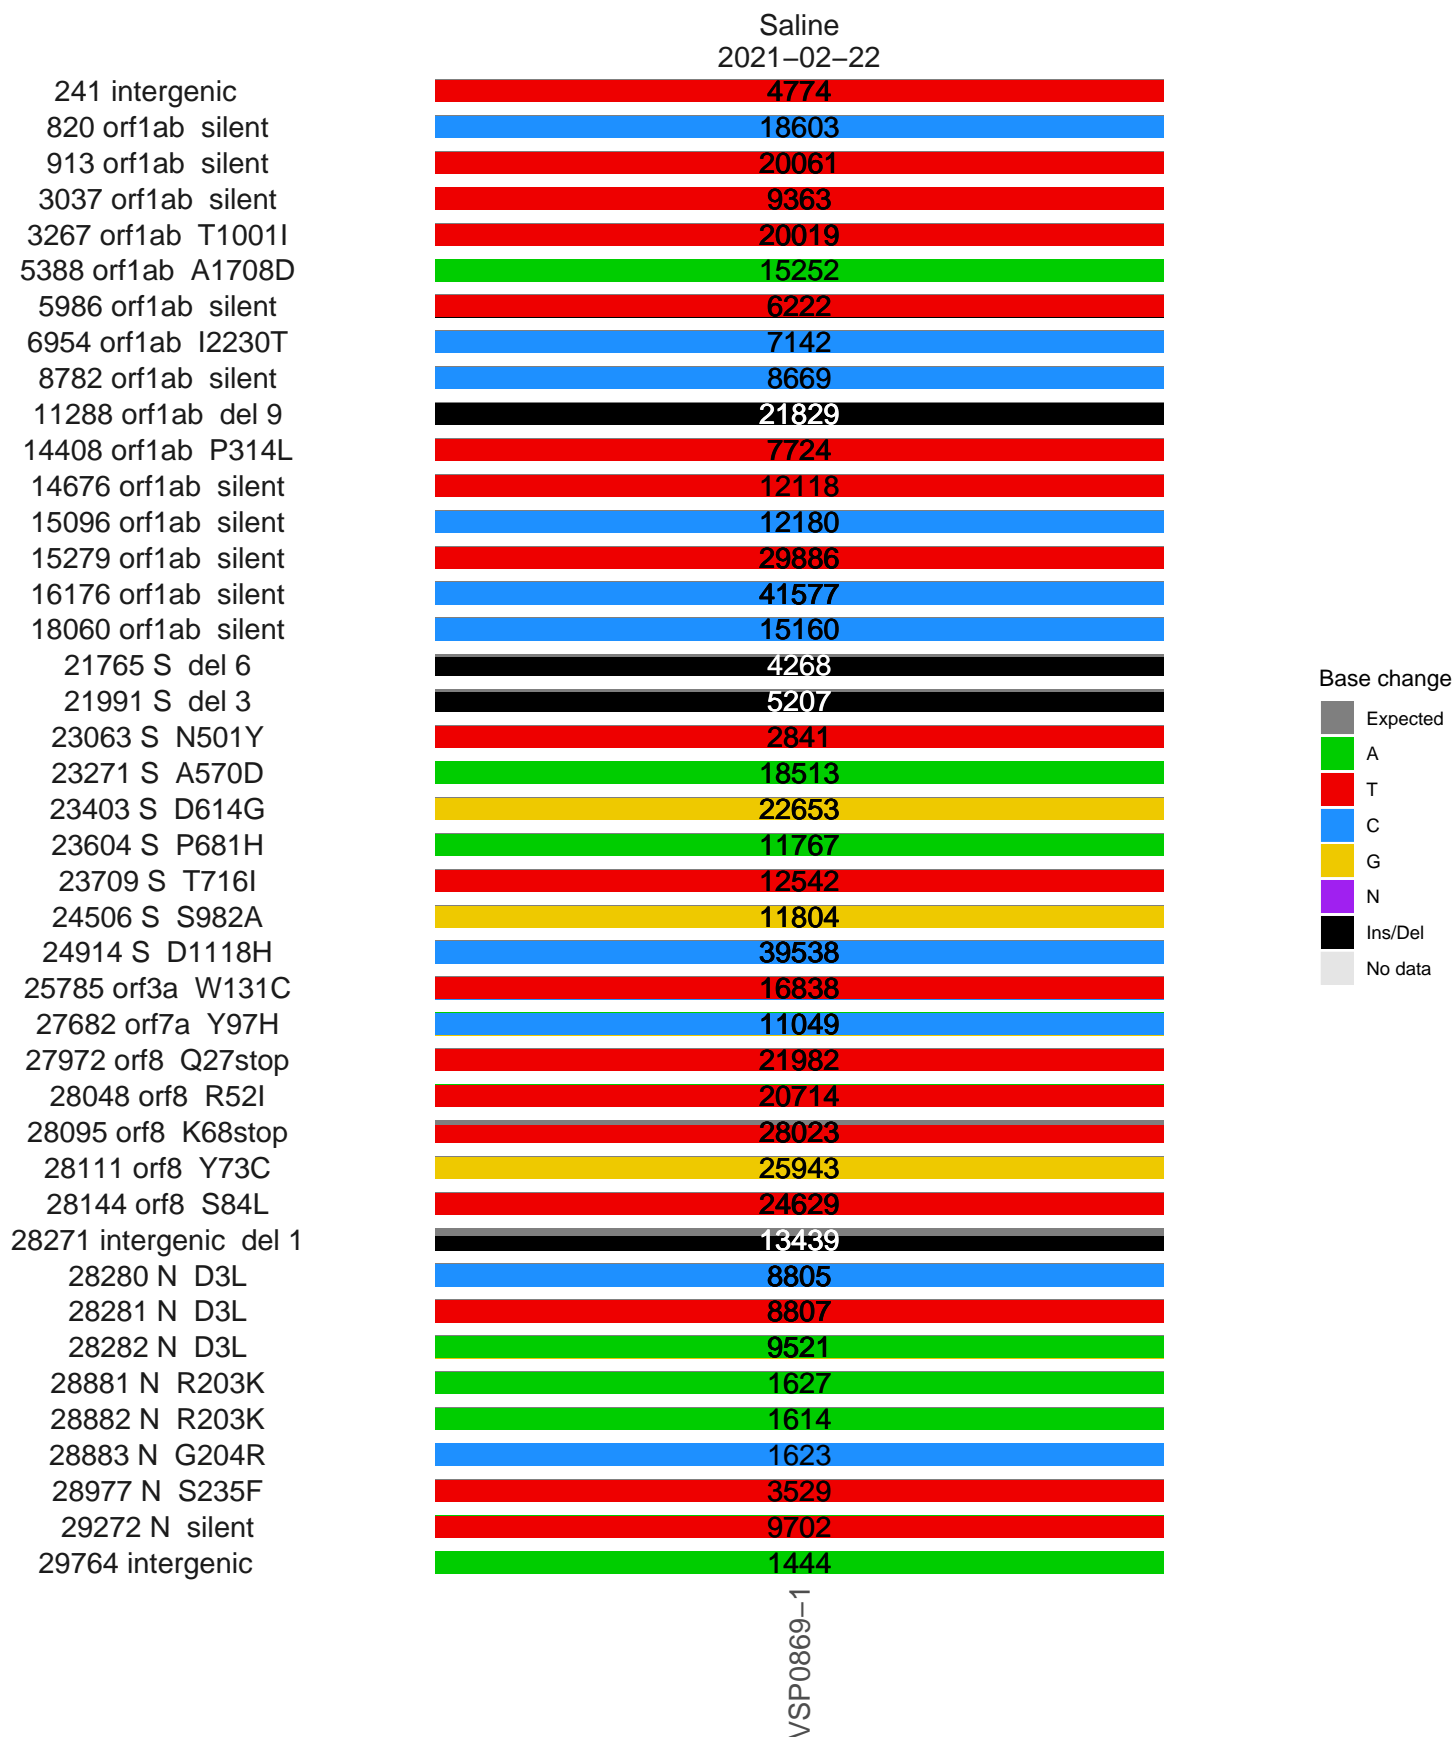 Saline
2021−02−22
241 intergenic 4774
820 orf1ab silent 18603
913 orf1ab silent 20061
3037 orf1ab silent 9363
3267 orf1ab T1001I 20019
5388 orf1ab A1708D 15252
5986 orf1ab silent 6222
6954 orf1ab I2230T 7142
8782 orf1ab silent 8669
11288 orf1ab del 9 21829
14408 orf1ab P314L 7724
14676 orf1ab silent 12118
15096 orf1ab silent 12180
15279 orf1ab silent 29886
16176 orf1ab silent 41577
18060 orf1ab silent 15160
21765 S del 6 4268
21991 S del 3 5207
23063 S N501Y 2841
23271 S A570D 18513
23403 S D614G 22653
23604 S P681H 11767
23709 S T716I 12542
24506 S S982A 11804
24914 S D1118H 39538
25785 orf3a W131C 16838
27682 orf7a Y97H 11049
27972 orf8 Q27stop 21982
28048 orf8 R52I 20714
28095 orf8 K68stop 28023
28111 orf8 Y73C 25943
28144 orf8 S84L 24629
28271 intergenic del 1 13439
28280 N D3L 8805
28281 N D3L 8807
28282 N D3L 9521
28881 N R203K 1627
28882 N R203K 1614
28883 N G204R 1623
28977 N S235F 3529
29272 N silent 9702
29764 intergenic 1444
VSP0869−1
Base change
Expected
A
T
C
G
N
Ins/Del
No data